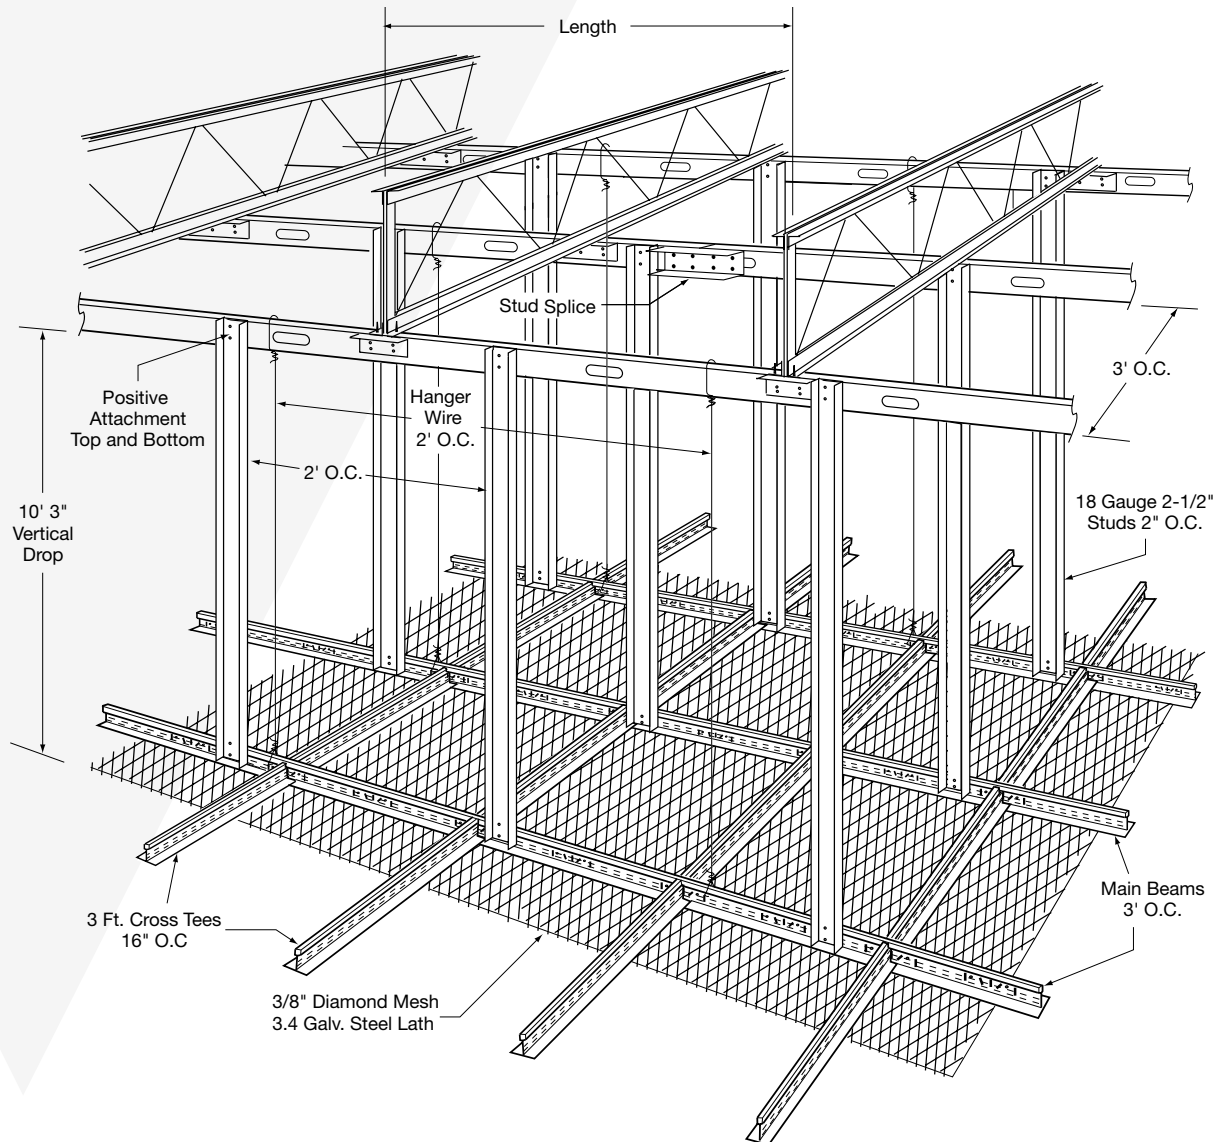 Length
Stud Splice
3' O.C.
Positive
Attachment
Top and Bottom
Hanger
Wire
2' O.C.
2' O.C.
10' 3"
Vertical
Drop
18 Gauge 2-1/2"
Studs 2" O.C.
3 Ft. Cross Tees
16" O.C
Main Beams
3' O.C.
3/8" Diamond Mesh
3.4 Galv. Steel Lath